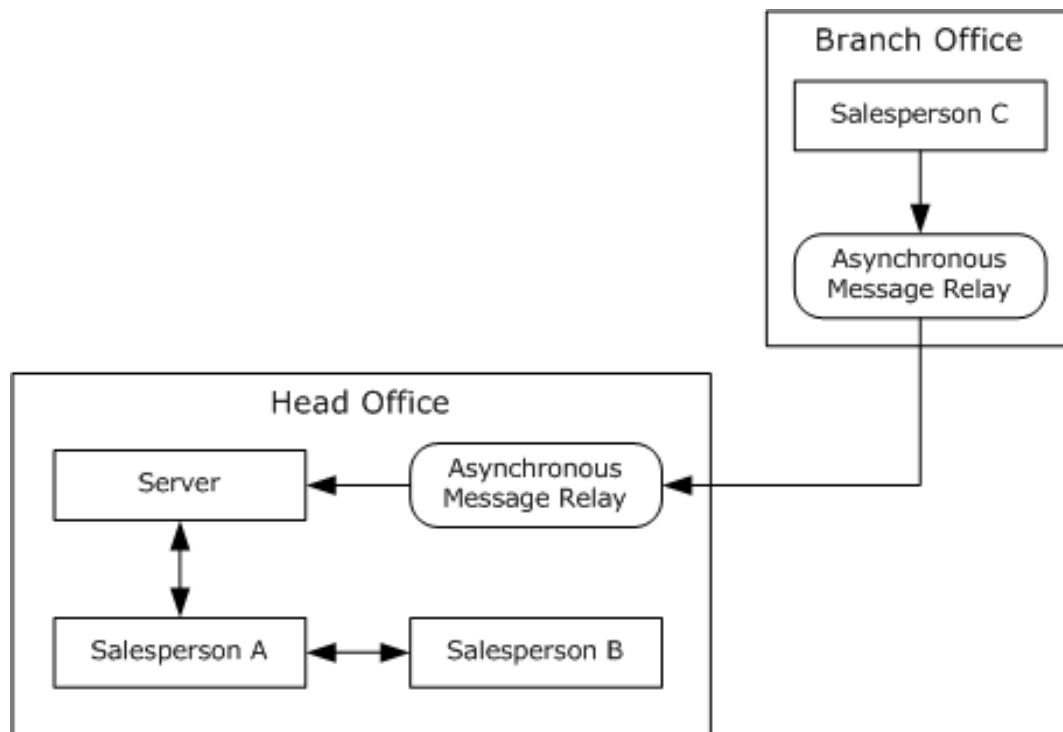 Branch Office
Salesperson C
Asynchronous
Message Relay
Head Office
Server
Asynchronous
Message Relay
Salesperson A
Salesperson B